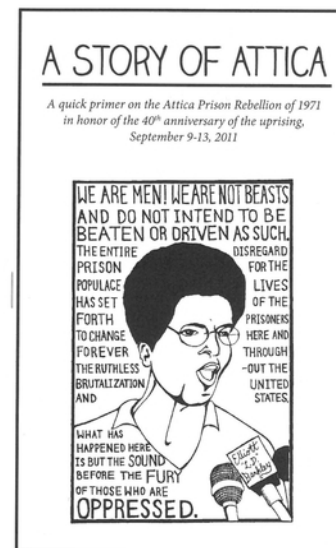 A STORY OF ATTICA
A quick primer on the Attica Prison Rebellion of 1971
in honor of the 40th anniversary of the uprising,
September 9-13, 2011
WE ARE MEN! WE ARE NOT BEASTS
AND DO NOT INTEND TO BE
BEATEN OR DRIVEN AS SUCH.
THE ENTIRE
PRISON
POPULACE
HAS SET
FORTH
TO CHANGE
FOREVER
THE RUTHLESS
BRUTALIZATION
AND
DISREGARD
FOR THE
LIVES
OF THE
PRISONERS
HERE AND
THROUGH
-OUT THE
UNITED
STATES.
WHAT HAS
HAPPENED HERE
IS BUT THE SOUND
BEFORE THE FURY
OF THOSE WHO ARE
OPPRESSED.
Elliott
"L.D."
Barkley